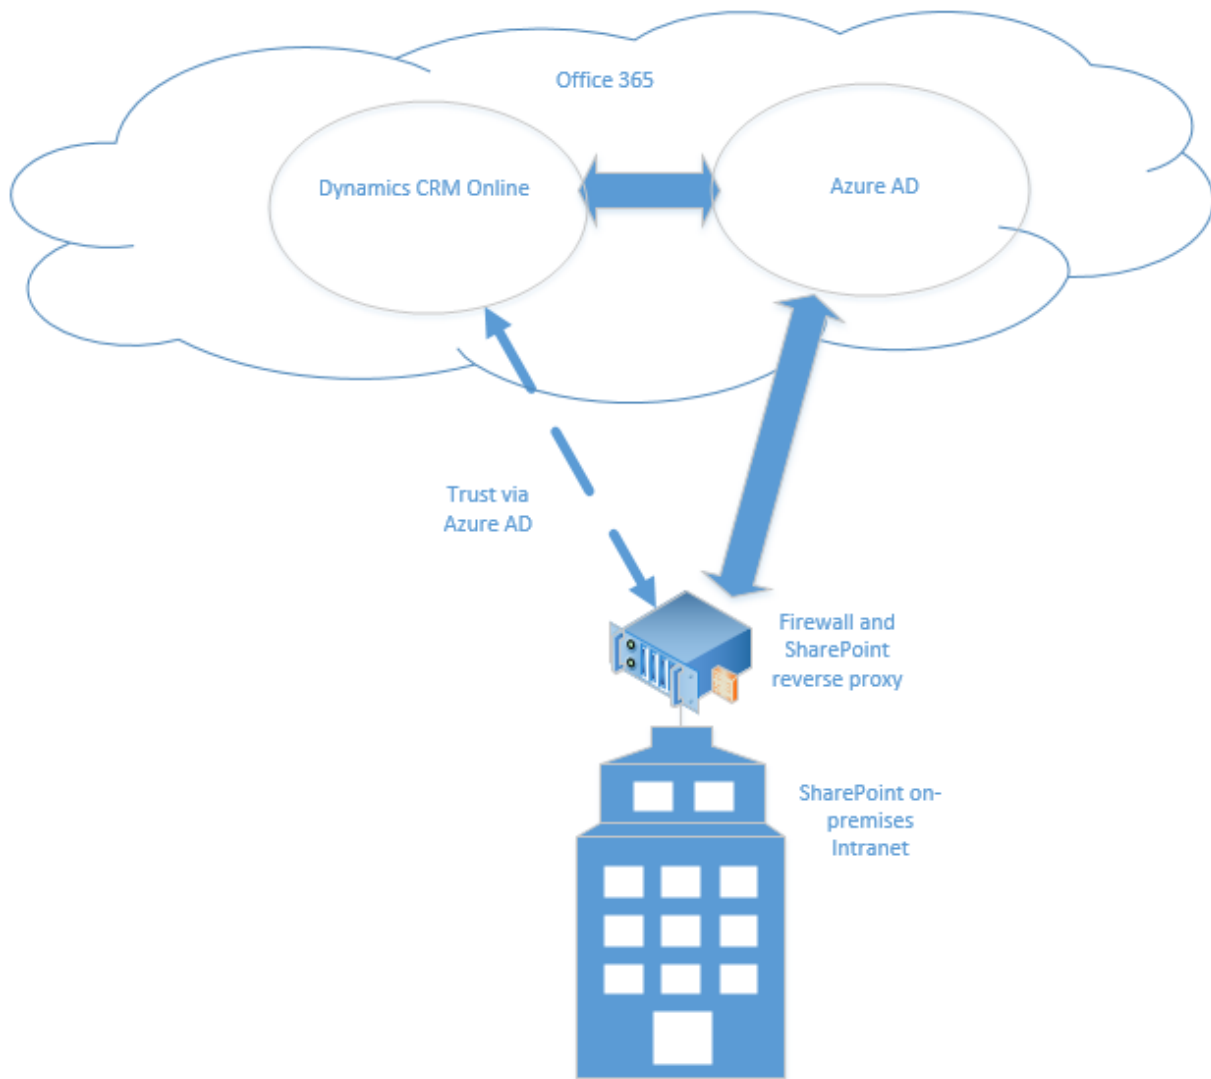 Office 365
Dynamics CRM Online
Azure AD
Trust via
Azure AD
Firewall and
SharePoint
reverse proxy
SharePoint on-
premises
Intranet